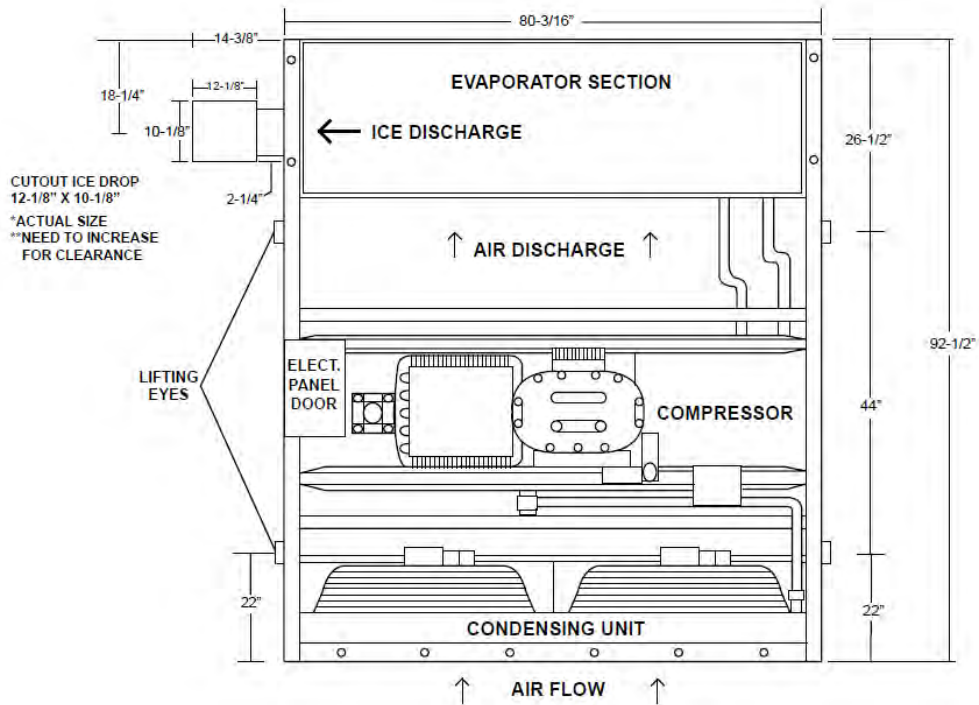 80-3/16"
14-3/8"
12-1/8"
18-1/4"
10-1/8"
2-1/4"
EVAPORATOR SECTION
ICE DISCHARGE
26-1/2"
CUTOUT ICE DROP
12-1/8" X 10-1/8"
*ACTUAL SIZE
**NEED TO INCREASE
FOR CLEARANCE
AIR DISCHARGE
92-1/2"
LIFTING
EYES
ELECT.
PANEL
DOOR
COMPRESSOR
44"
22"
22"
CONDENSING UNIT
AIR FLOW